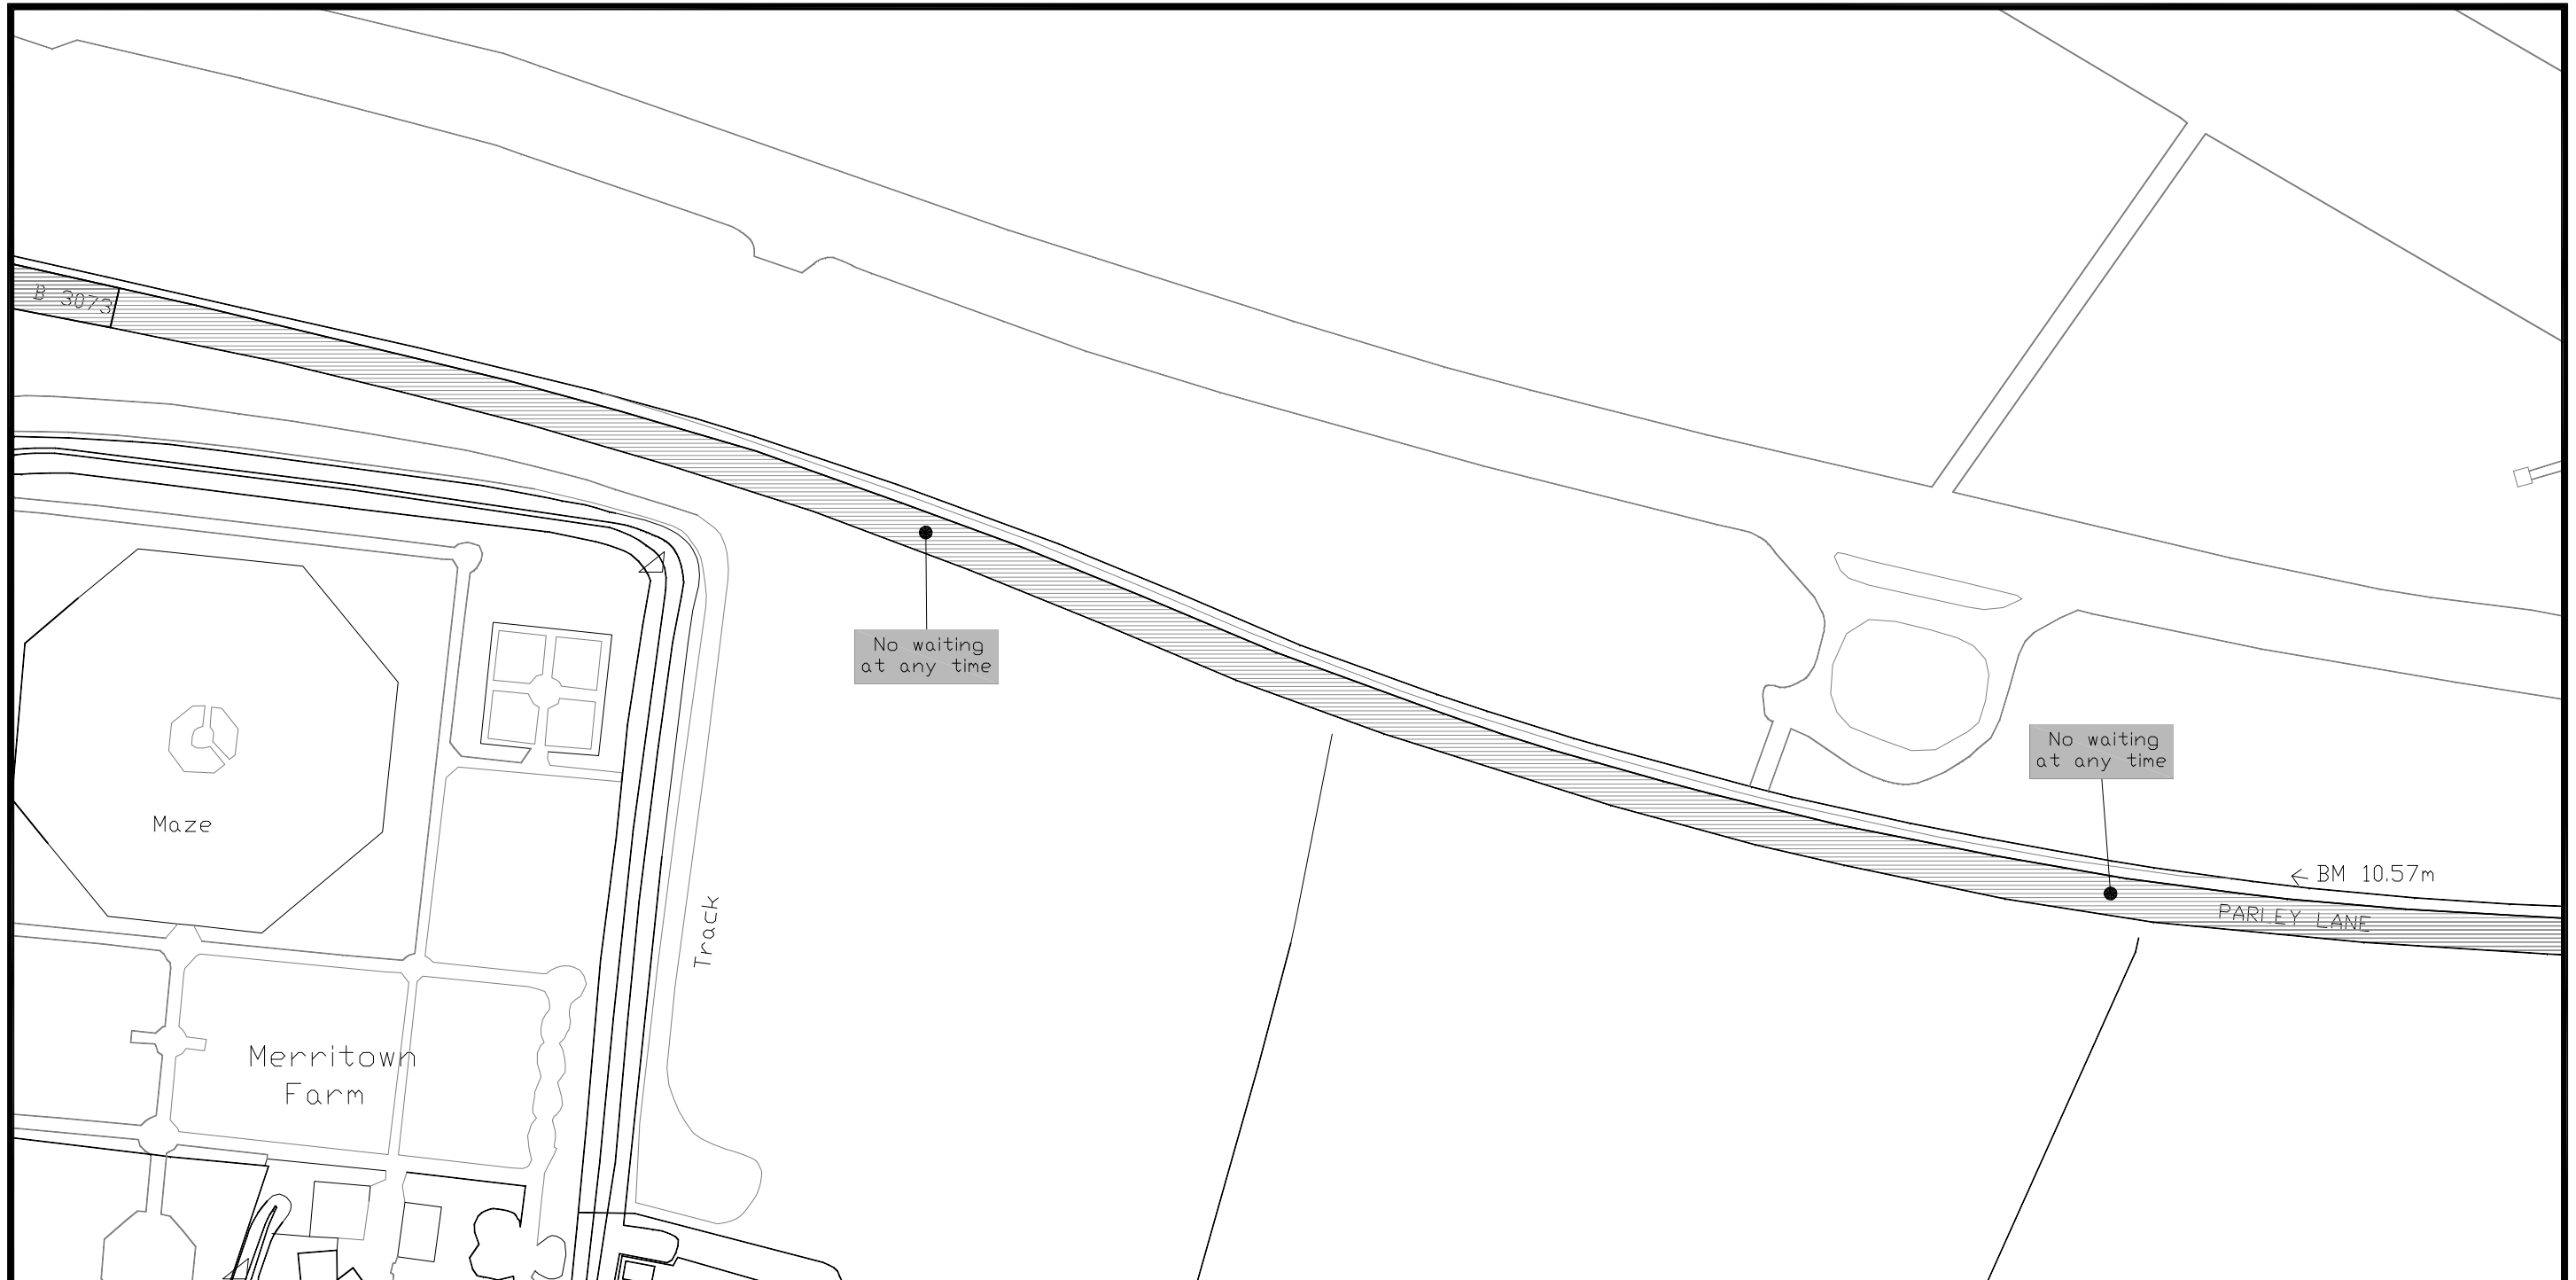 B 3073
No waiting
at any time
No waiting
at any time
Maze
BM 10.57m
PARLEY LANE
Track
Merritown
Farm